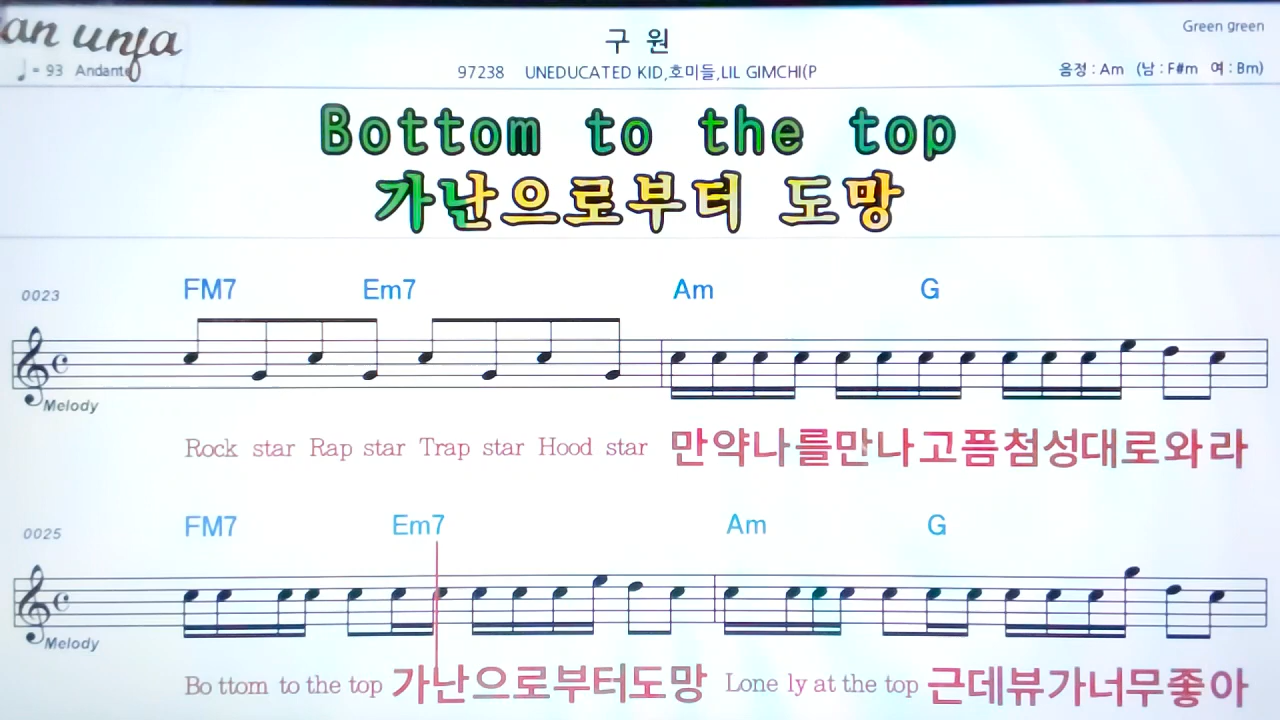 an unfa
Green green
구 원
♩= 93 Andante
97238 UNEDUCATED KID,호미들,LIL GIMCHI(P
음정 : Am (남 : F#m 여 : Bm)
Bottom to the top
가난으로부터 도망
0023
FM7 Em7 Am G
Melody
Rock star Rap star Trap star Hood star 만약나를만나고픔첨성대로와라
0025
FM7 Em7 Am G
Melody
Bo ttom to the top 가난으로부터도망 Lone ly at the top 근데뷰가너무좋아